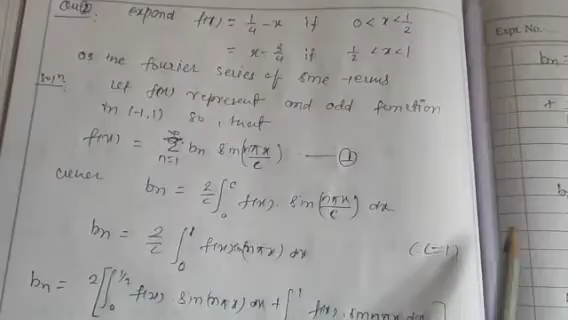 Que(2): expand f(x) = 1/4 - x if 0 < x < 1/2
= x - 3/4 if 1/2 < x < 1
as the fourier series of sine terms
Solⁿ Let f(x) represent and odd function
in (-1,1) so, that
f(x) = ∞Σn=1 bn sin(nπx/c) — ①
where bn = 2/c ∫₀ᶜ f(x). sin(nπx/c) dx
bn = 2/c ∫₀¹ f(x) sin(nπx) dx (c=1)
bn = 2[∫₀^1/2 f(x). sin(nπx) dx + ∫¹ f(x). sin nπx dx]
Expt. No.
bn =
+
b